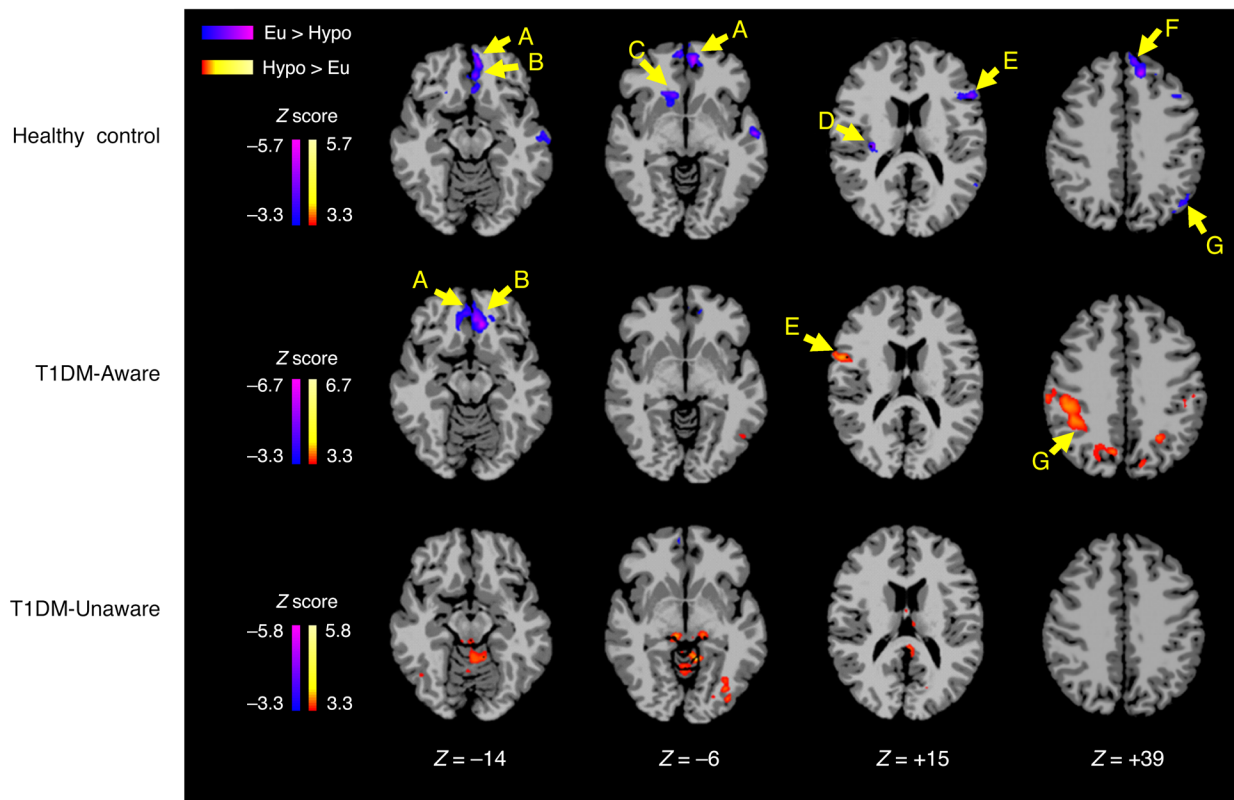 Eu > Hypo
Hypo > Eu
A
B
C
A
D
E
F
G
Healthy control
Z score
–5.7 5.7
–3.3 3.3
A
B
E
G
T1DM-Aware
Z score
–6.7 6.7
–3.3 3.3
T1DM-Unaware
Z score
–5.8 5.8
–3.3 3.3
Z = –14
Z = –6
Z = +15
Z = +39